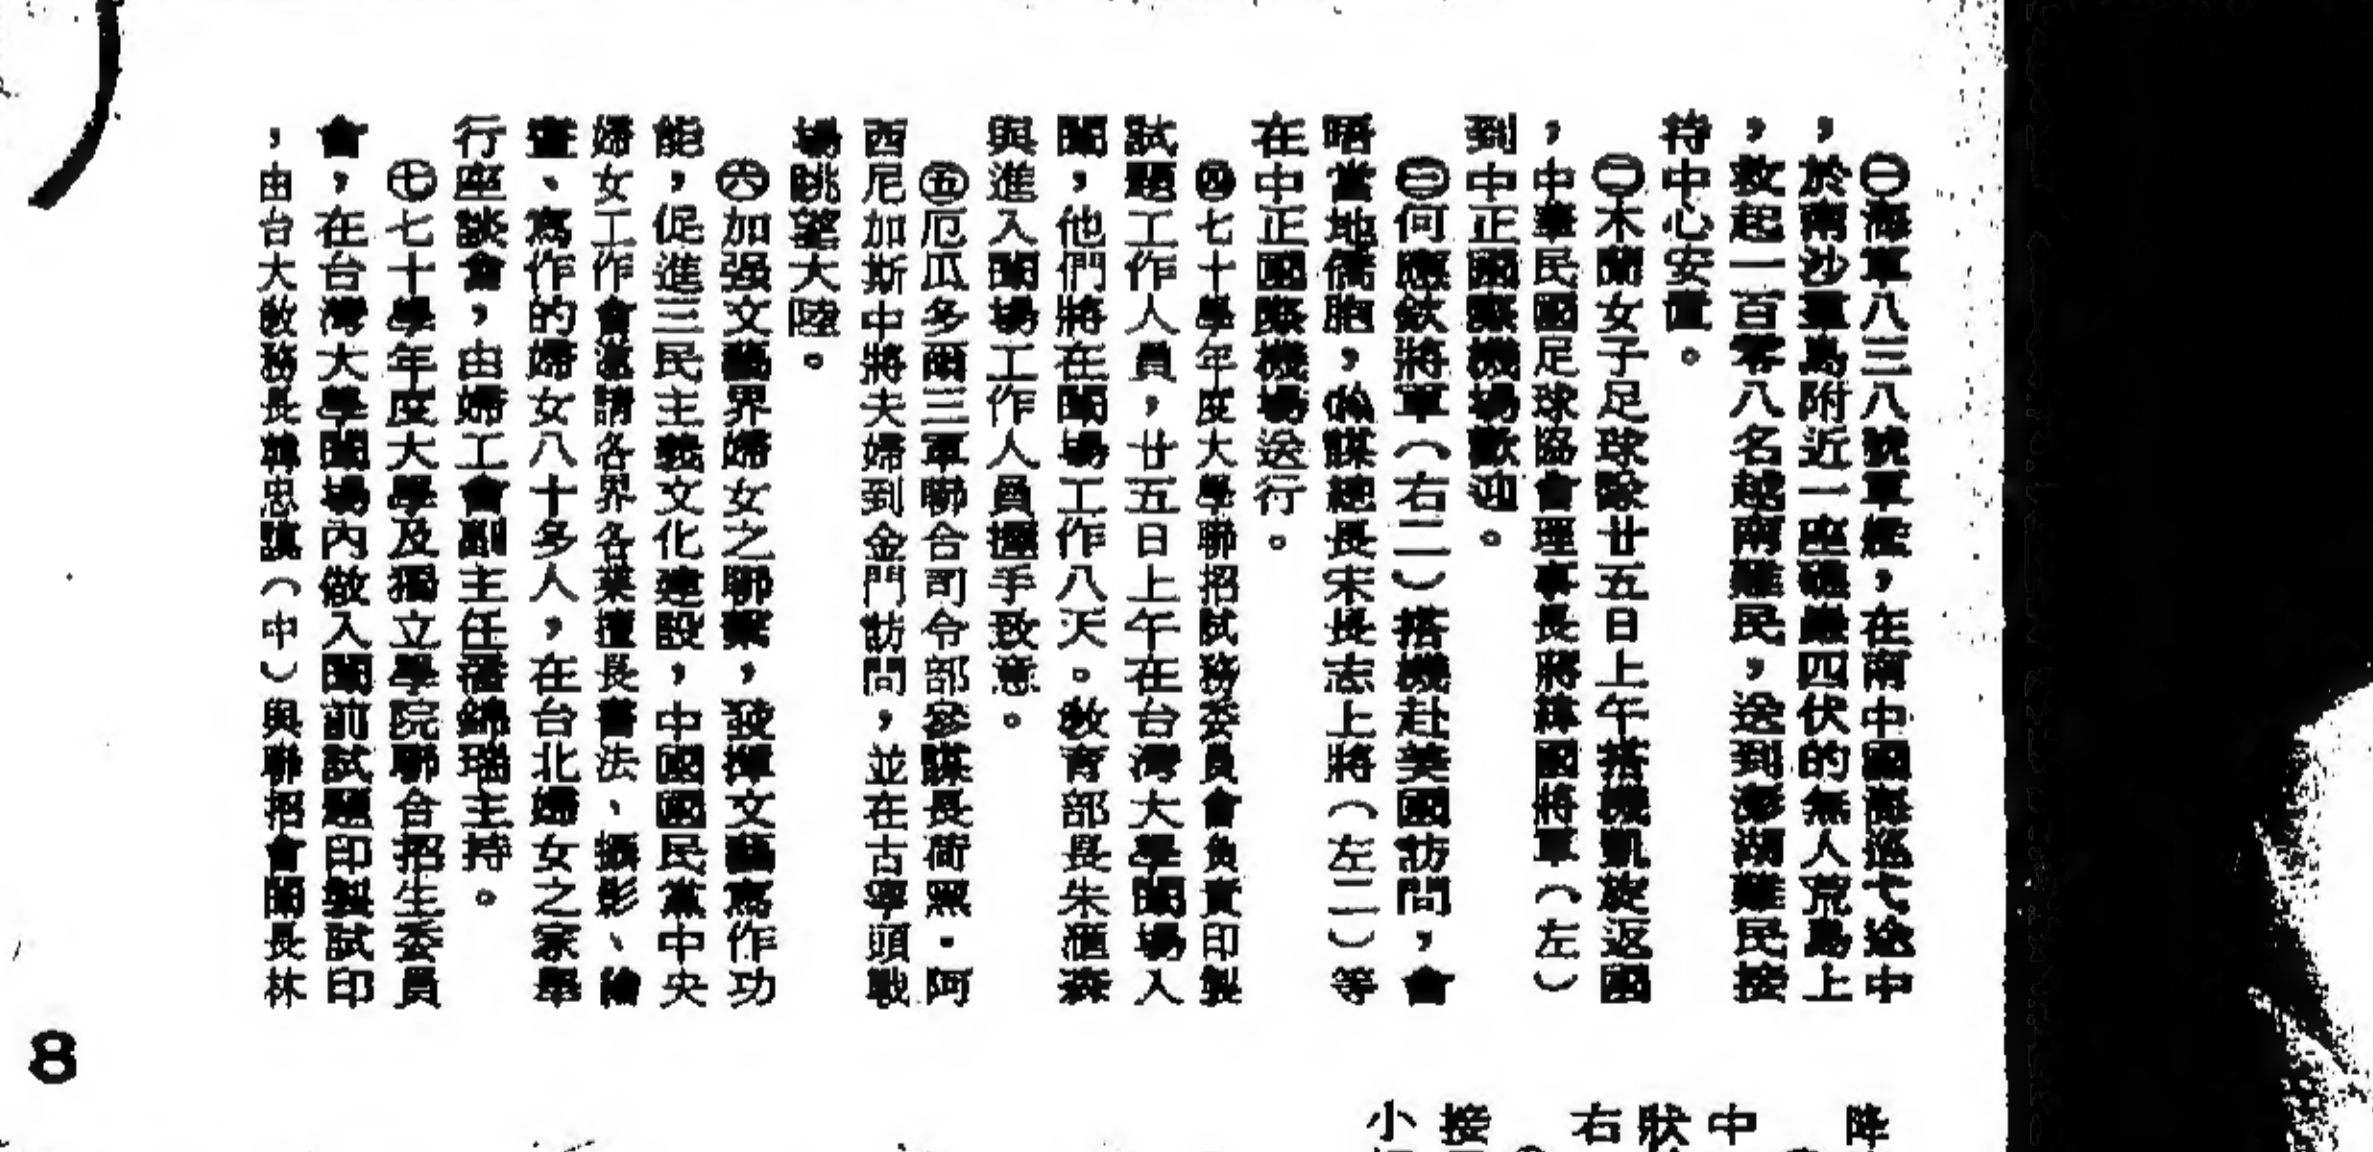 ㊀海軍八三八號軍艦，在南中國海巡弋途中
，於南沙軍島附近一座礁巖四伏的無人荒島上
，救起一百零八名越南難民，送到澎湖難民接
待中心安置。
㊁木蘭女子足球隊廿五日上午搭機凱旋返國
，中華民國足球協會理事長蔣緯國將軍（左）
到中正國際機場歡迎。
㊂何應欽將軍（右二）搭機赴美國訪問，會
晤當地僑胞，參謀總長宋長志上將（左二）等
在中正國際機場送行。
㊃七十學年度大學聯招試務委員會負責印製
試題工作人員，廿五日上午在台灣大學闈場入
闈，他們將在闈場工作八天。教育部長朱滙森
與進入闈場工作人員握手致意。
㊄厄瓜多爾三軍聯合司令部參謀長荷黑·阿
西尼加斯中將夫婦到金門訪問，並在古寧頭戰
場眺望大陸。
㊅加强文藝界婦女之聯繫，發揮文藝寫作功
能，促進三民主義文化建設，中國國民黨中央
婦女工作會邀請各界各業擅長書法、攝影、繪
畫、寫作的婦女八十多人，在台北婦女之家舉
行座談會，由婦工會副主任 錦瑞主持。
㊆七十學年度大學及獨立學院聯合招生委員
會，在台灣大學闈場內做入闈前試題印製試印
，由台大教務長韓忠謨（中）與聯招會闈長林
8
降
中
狀
右
接
小